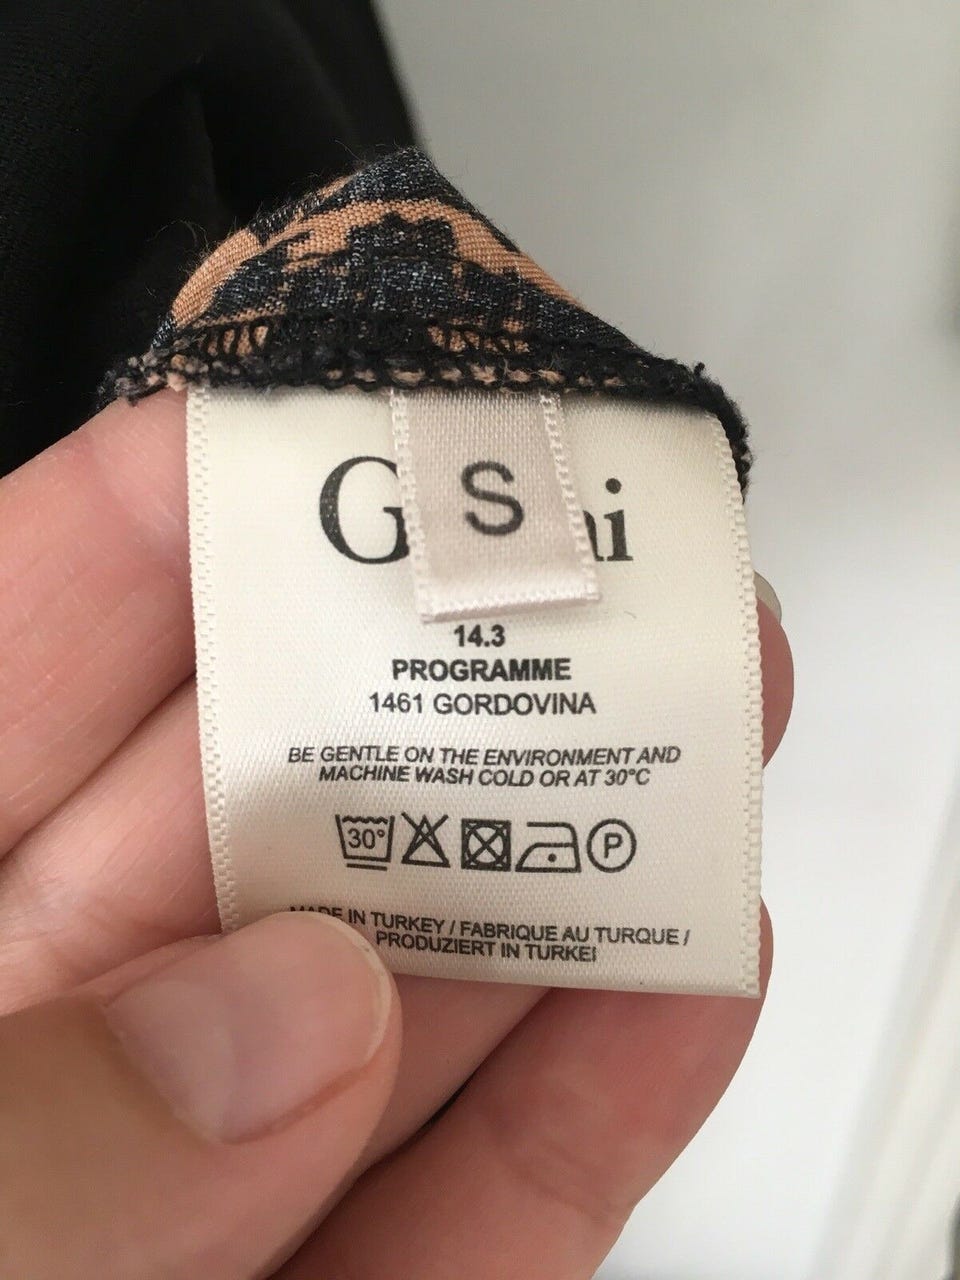 S
14.3
PROGRAMME
1461 GORDOVINA
BE GENTLE ON THE ENVIRONMENT AND
MACHINE WASH COLD OR AT 30°C
30° P
MADE IN TURKEY / FABRIQUE AU TURQUE /
PRODUZIERT IN TURKEI